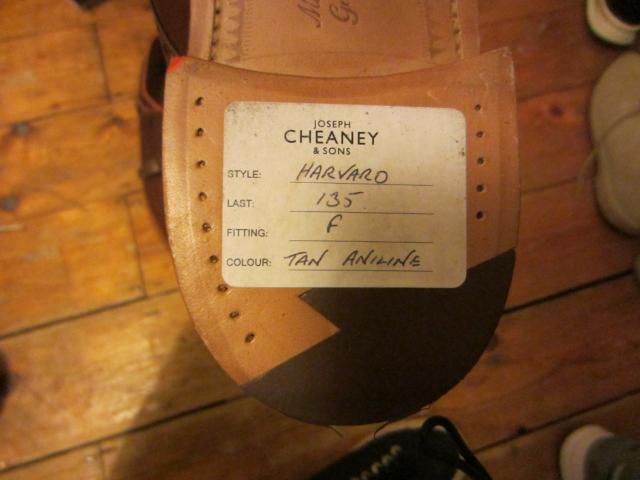 JOSEPH
CHEANEY
& SONS
STYLE: HARVARD
LAST: 135
FITTING: F
COLOUR: TAN ANILINE